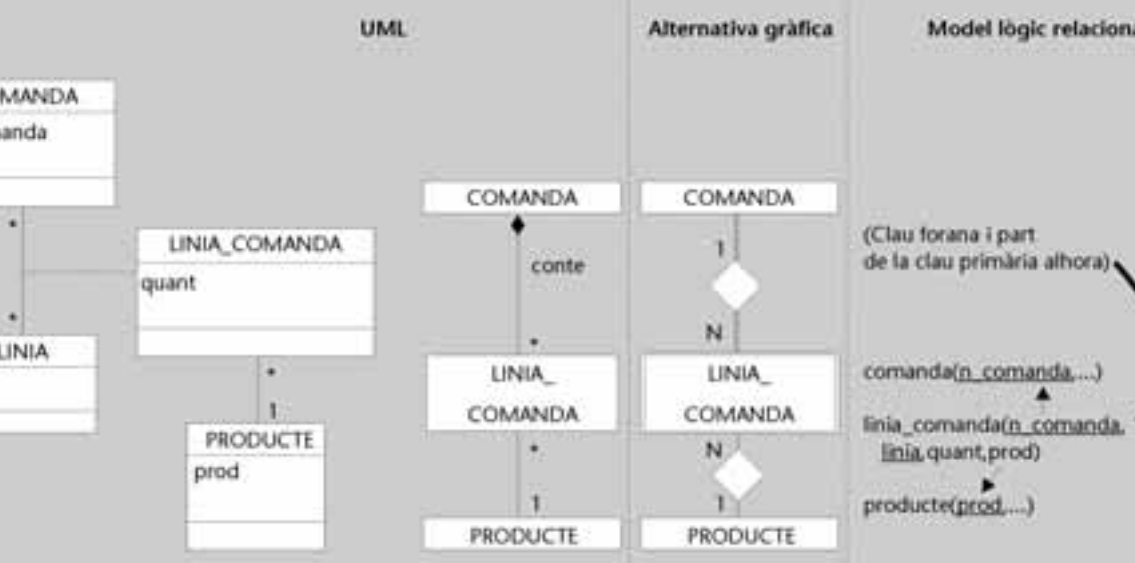 UML
Alternativa gràfica
Model lògic
MANDA
anda
*
*
LINIA
LINIA_COMANDA
quant
*
1
PRODUCTE
prod
COMANDA
conte
*
LINIA_
COMANDA
*
1
PRODUCTE
COMANDA
1
N
LINIA_
COMANDA
N
1
PRODUCTE
(Clau forana i part
de la clau primària alhora)
comanda(n_comanda,...)
linia_comanda(n_comanda,
linia,quant,prod)
producte(prod,...)